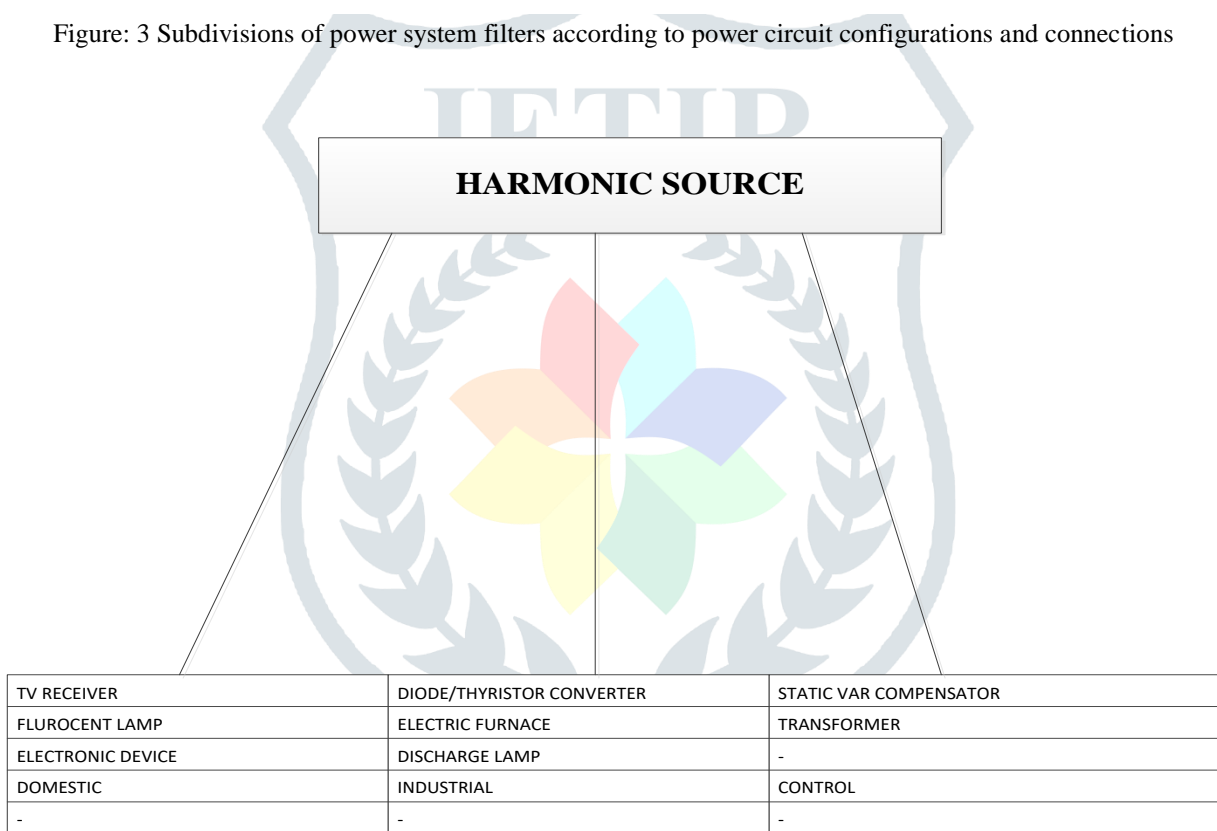 Figure: 3 Subdivisions of power system filters according to power circuit configurations and connections
JETIR
HARMONIC SOURCE
TV RECEIVER DIODE/THYRISTOR CONVERTER STATIC VAR COMPENSATOR
FLUROCENT LAMP ELECTRIC FURNACE TRANSFORMER
ELECTRONIC DEVICE DISCHARGE LAMP -
DOMESTIC INDUSTRIAL CONTROL
- - -